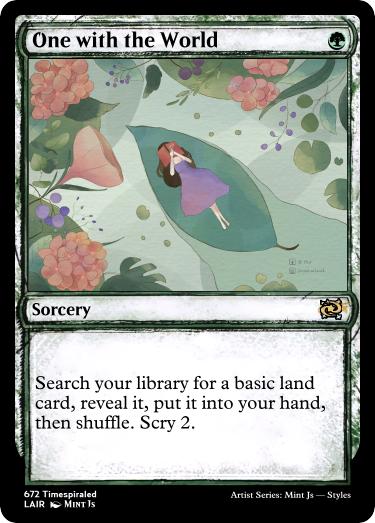 One with the World
Sorcery
Search your library for a basic land
card, reveal it, put it into your hand,
then shuffle. Scry 2.
672 Timespiraled
LAIR Mint Js
Artist Series: Mint Js — Styles